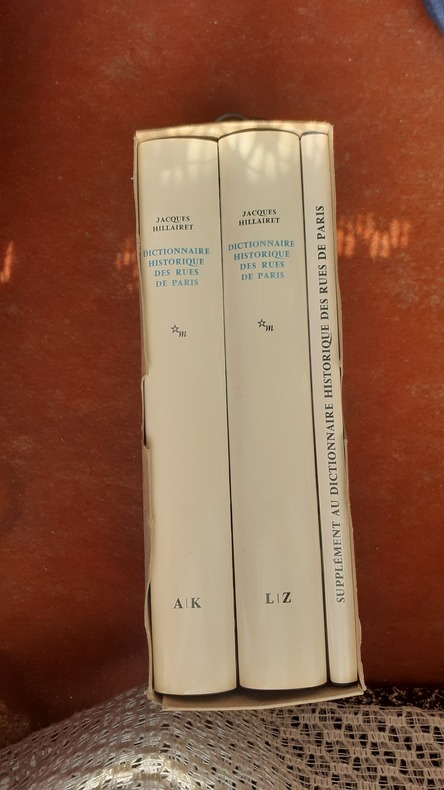 JACQUES
HILLAIRET
DICTIONNAIRE
HISTORIQUE
DES RUES
DE PARIS
☆m
A|K
JACQUES
HILLAIRET
DICTIONNAIRE
HISTORIQUE
DES RUES
DE PARIS
☆m
L|Z
SUPPLÉMENT AU DICTIONNAIRE HISTORIQUE DES RUES DE PARIS